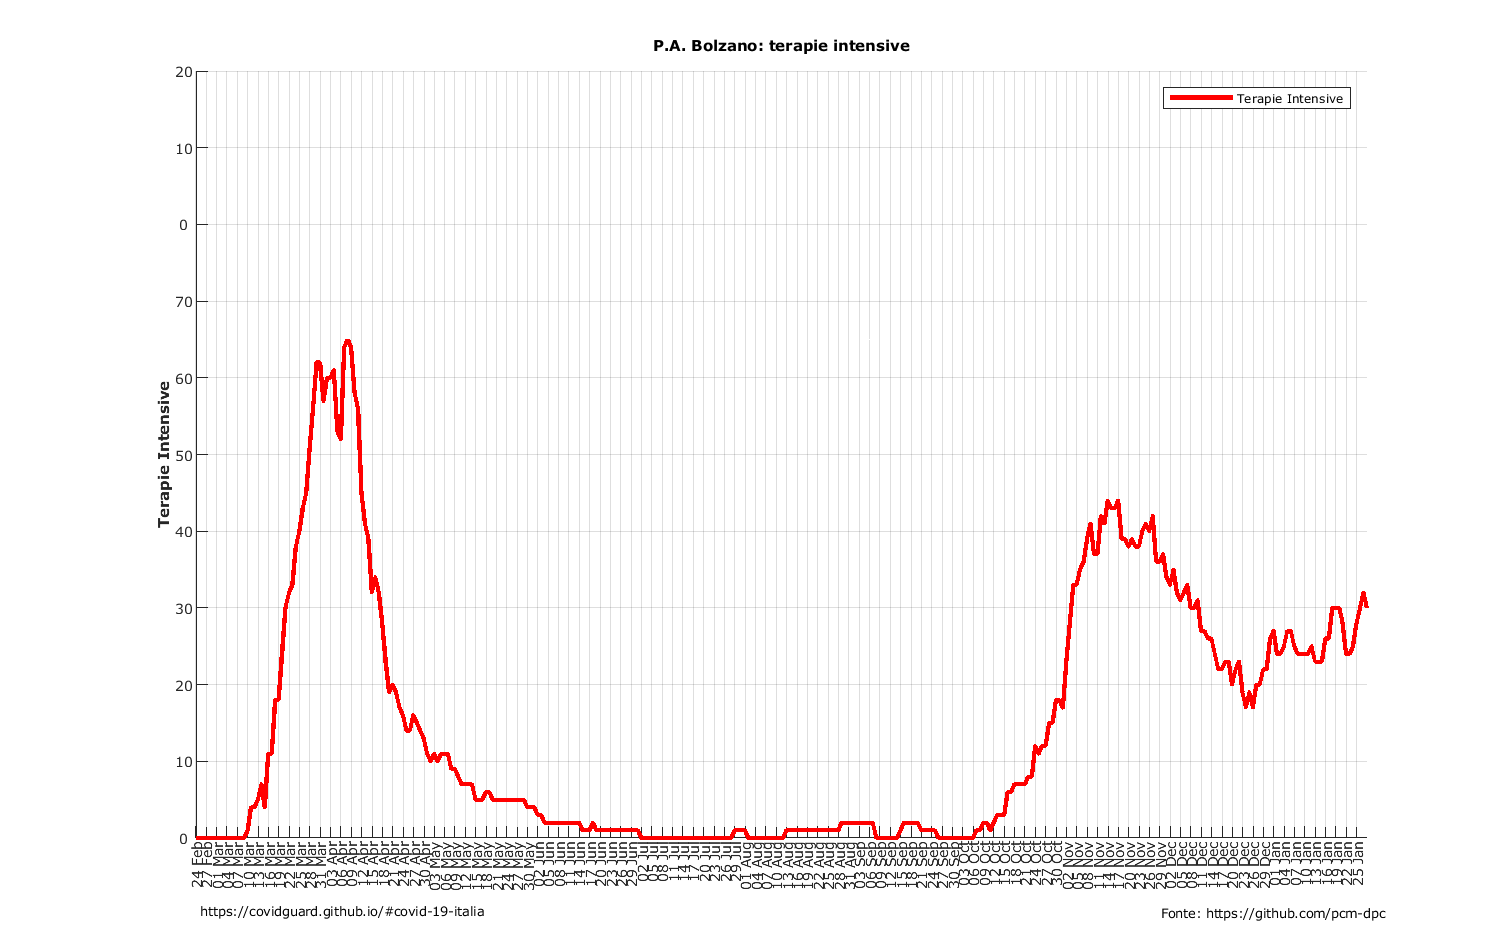 P.A. Bolzano: terapie intensive
Terapie Intensive
Terapie Intensive
20
10
0
70
60
50
40
30
20
10
0
24 Feb
27 Feb
01 Mar
04 Mar
07 Mar
10 Mar
13 Mar
16 Mar
19 Mar
22 Mar
25 Mar
28 Mar
31 Mar
03 Apr
06 Apr
09 Apr
12 Apr
15 Apr
18 Apr
21 Apr
24 Apr
27 Apr
30 Apr
03 May
06 May
09 May
12 May
15 May
18 May
21 May
24 May
27 May
30 May
02 Jun
05 Jun
08 Jun
11 Jun
14 Jun
17 Jun
20 Jun
23 Jun
26 Jun
29 Jun
02 Jul
05 Jul
08 Jul
11 Jul
14 Jul
17 Jul
20 Jul
23 Jul
26 Jul
29 Jul
01 Aug
04 Aug
07 Aug
10 Aug
13 Aug
16 Aug
19 Aug
22 Aug
25 Aug
28 Aug
31 Aug
03 Sep
06 Sep
09 Sep
12 Sep
15 Sep
18 Sep
21 Sep
24 Sep
27 Sep
30 Sep
03 Oct
06 Oct
09 Oct
12 Oct
15 Oct
18 Oct
21 Oct
24 Oct
27 Oct
30 Oct
02 Nov
05 Nov
08 Nov
11 Nov
14 Nov
17 Nov
20 Nov
23 Nov
26 Nov
29 Nov
02 Dec
05 Dec
08 Dec
11 Dec
14 Dec
17 Dec
20 Dec
23 Dec
26 Dec
29 Dec
01 Jan
04 Jan
07 Jan
10 Jan
13 Jan
16 Jan
19 Jan
22 Jan
25 Jan
https://covidguard.github.io/#covid-19-italia
Fonte: https://github.com/pcm-dpc